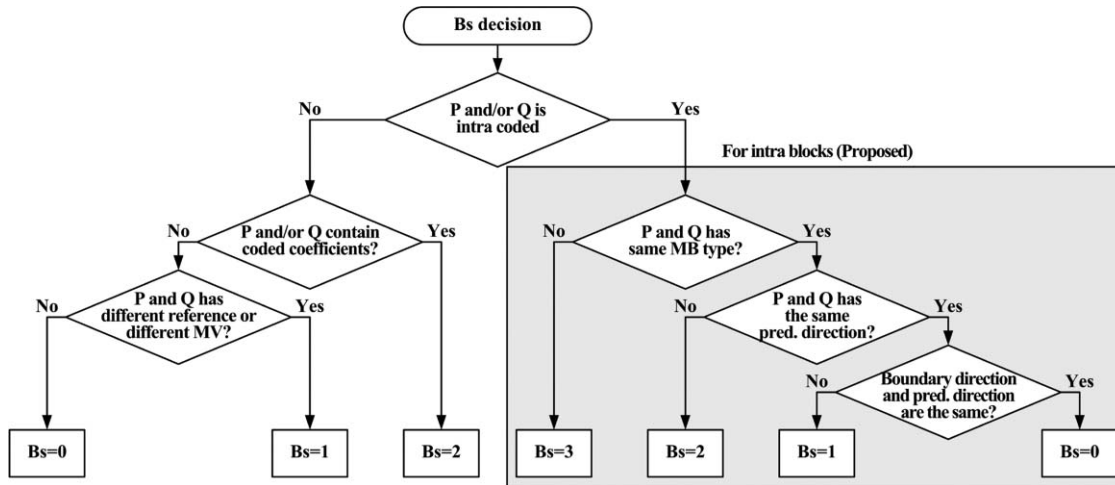 Bs decision
P and/or Q is
intra coded
No
Yes
For intra blocks (Proposed)
P and/or Q contain
coded coefficients?
No
Yes
P and Q has
same MB type?
No
Yes
P and Q has
different reference or
different MV?
No
Yes
P and Q has
the same
pred. direction?
No
Yes
Boundary direction
and pred. direction
are the same?
No
Yes
Bs=0
Bs=1
Bs=2
Bs=3
Bs=2
Bs=1
Bs=0